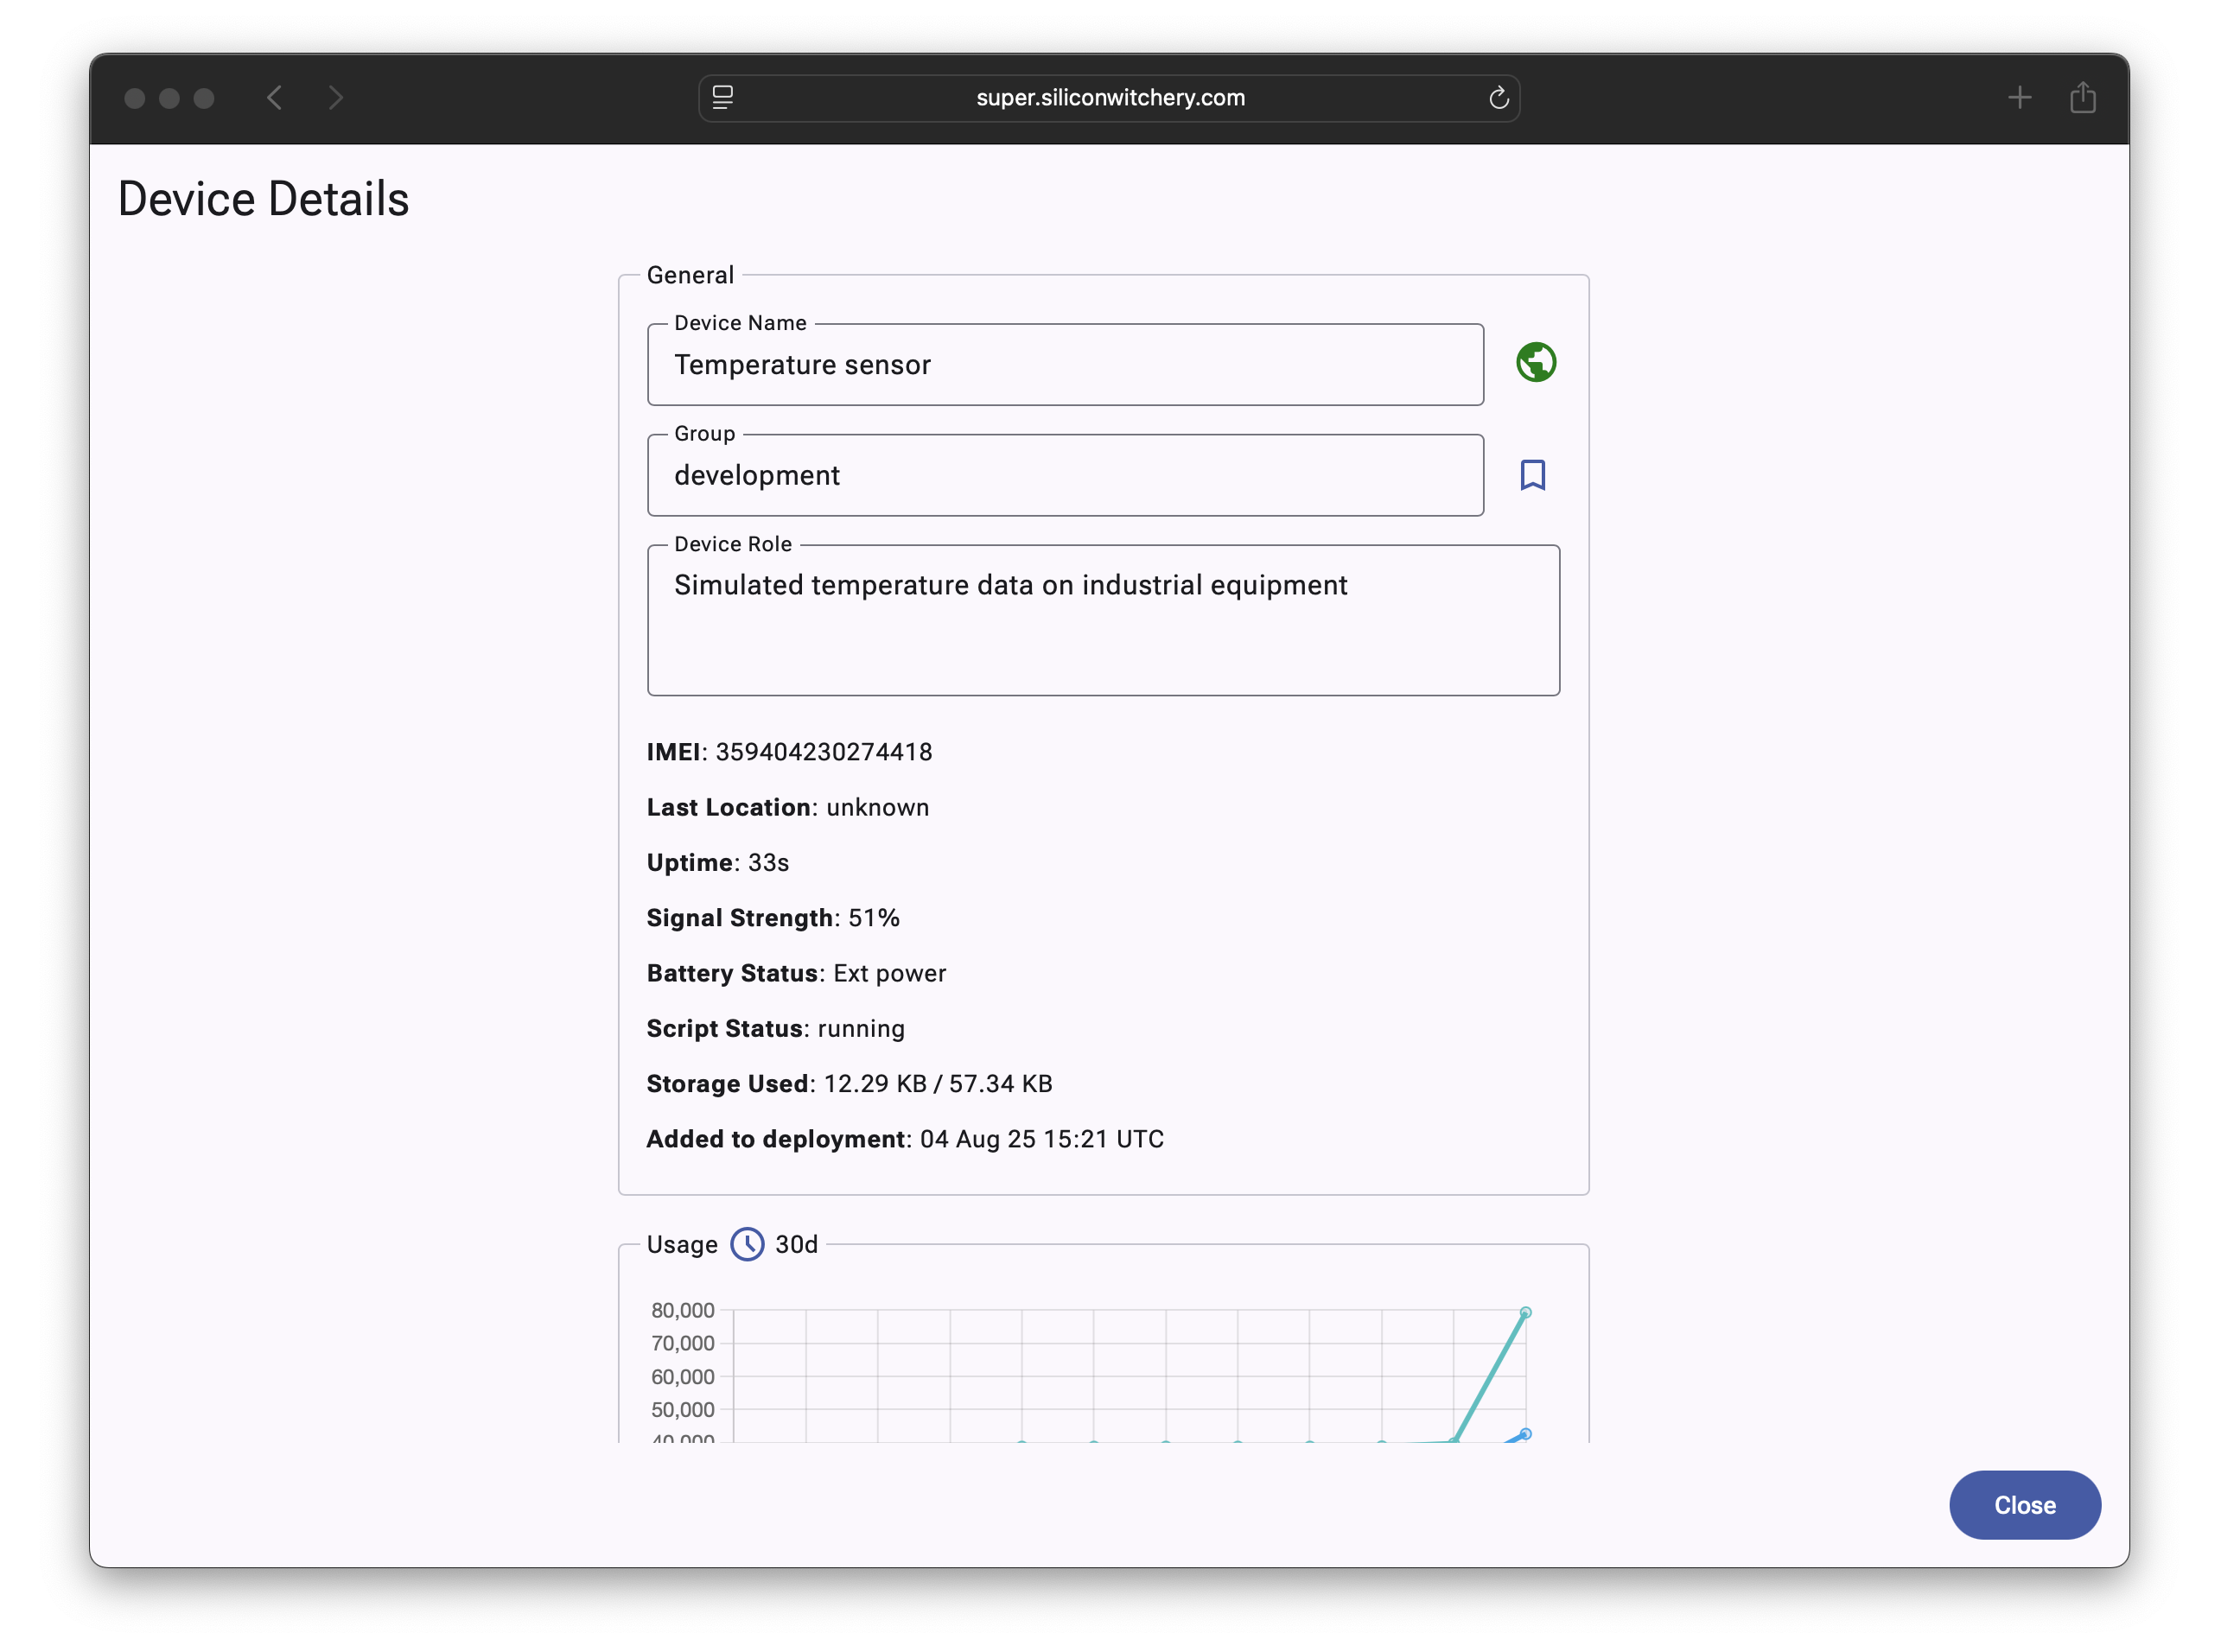 super.siliconwitchery.com
Device Details
General
Device Name
Temperature sensor
Group
development
Device Role
Simulated temperature data on industrial equipment
IMEI: 359404230274418
Last Location: unknown
Uptime: 33s
Signal Strength: 51%
Battery Status: Ext power
Script Status: running
Storage Used: 12.29 KB / 57.34 KB
Added to deployment: 04 Aug 25 15:21 UTC
Usage 30d
80,000
70,000
60,000
50,000
40,000
Close